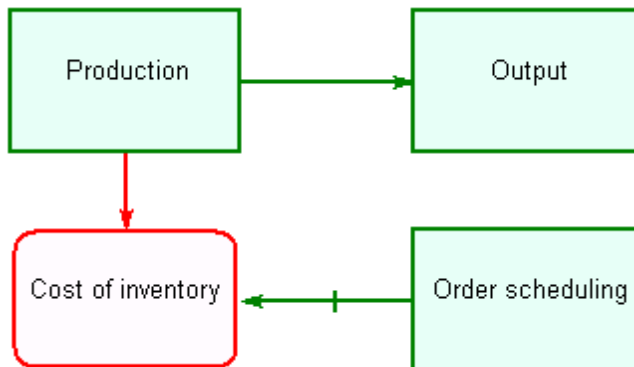 Production
Output
Cost of inventory
Order scheduling